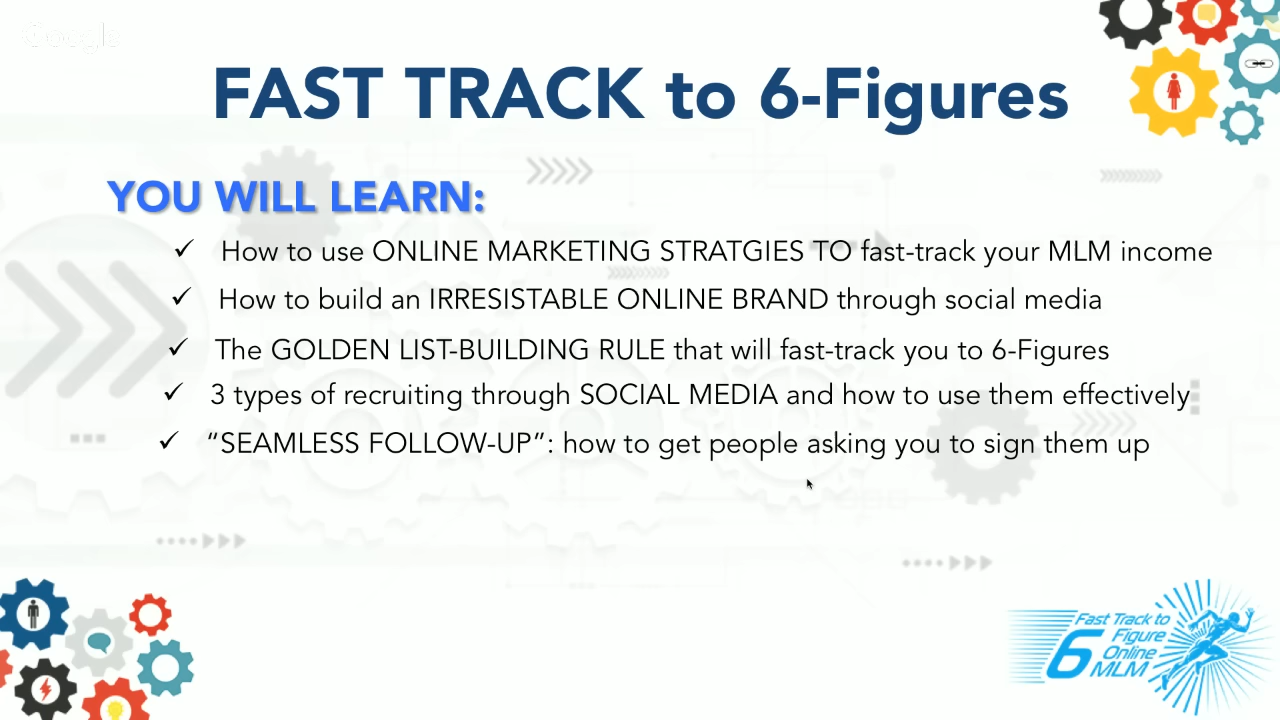 Google
FAST TRACK to 6-Figures
YOU WILL LEARN:
✓ How to use ONLINE MARKETING STRATGIES TO fast-track your MLM income
✓ How to build an IRRESISTABLE ONLINE BRAND through social media
✓ The GOLDEN LIST-BUILDING RULE that will fast-track you to 6-Figures
✓ 3 types of recruiting through SOCIAL MEDIA and how to use them effectively
✓ “SEAMLESS FOLLOW-UP”: how to get people asking you to sign them up
Fast Track to
6 Figure
Online
MLM